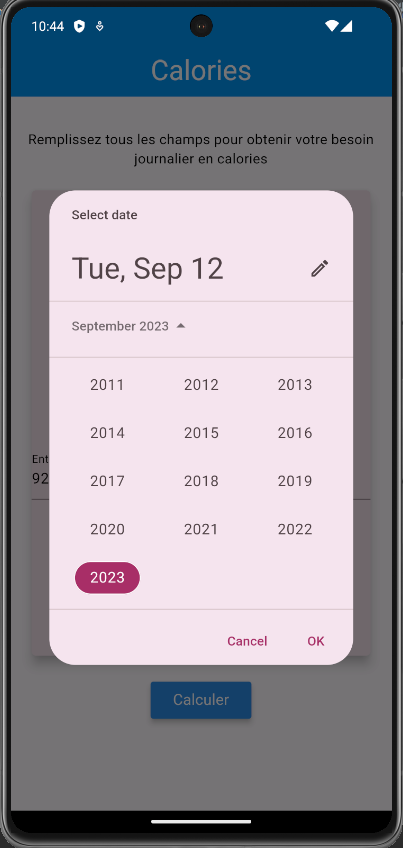 10:44
Calories
Remplissez tous les champs pour obtenir votre besoin
journalier en calories
Select date
Tue, Sep 12
September 2023
2011 2012 2013
2014 2015 2016
Ent
2017 2018 2019
92
2020 2021 2022
2023
Cancel OK
Calculer